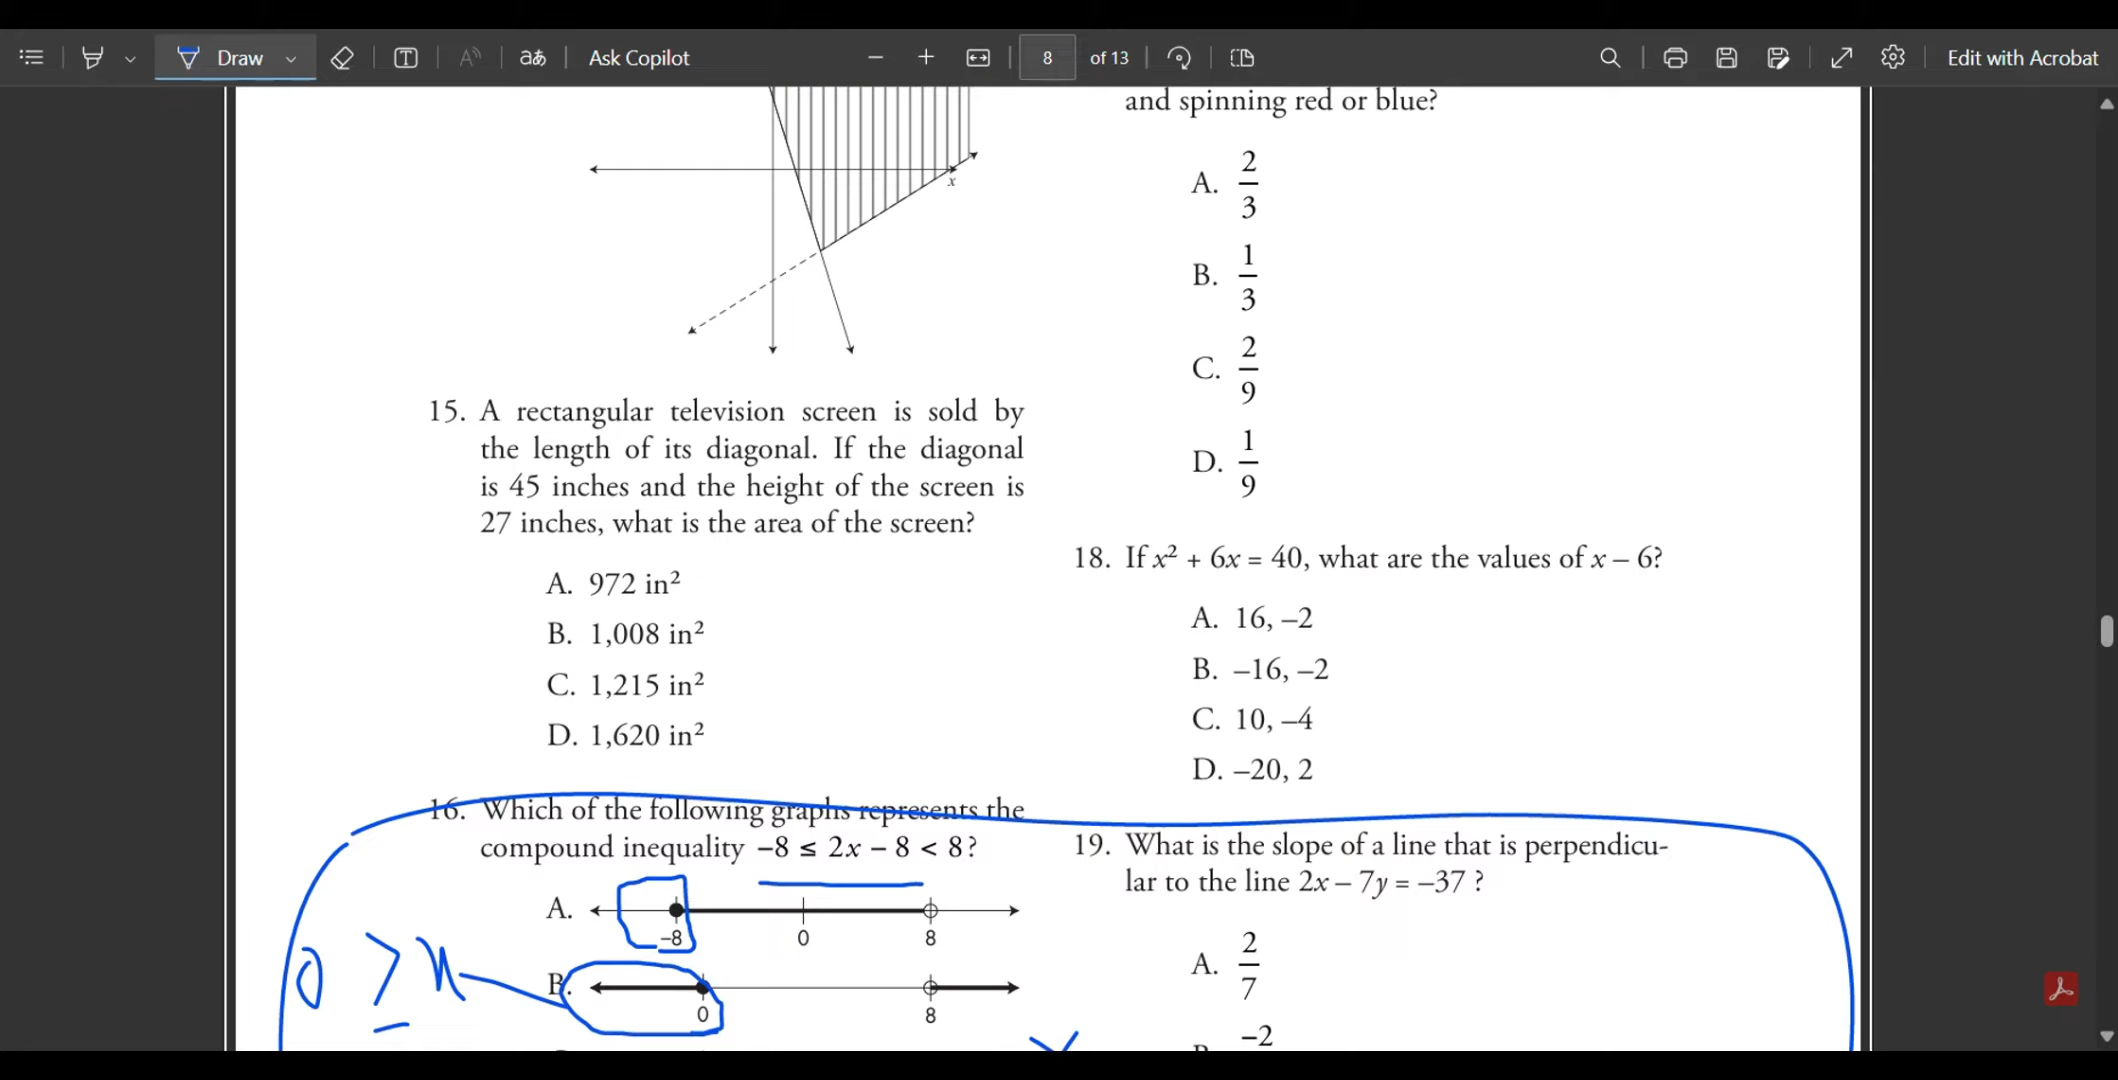 Draw
aあ
Ask Copilot
8 of 13
Edit with Acrobat
x
15. A rectangular television screen is sold by
the length of its diagonal. If the diagonal
is 45 inches and the height of the screen is
27 inches, what is the area of the screen?
A. 972 in²
B. 1,008 in²
C. 1,215 in²
D. 1,620 in²
16. Which of the following graphs represents the
compound inequality –8 ≤ 2x – 8 < 8?
A.
–8 0 8
0 ≥ x
B.
0 8
and spinning red or blue?
A. 2/3
B. 1/3
C. 2/9
D. 1/9
18. If x² + 6x = 40, what are the values of x – 6?
A. 16, –2
B. –16, –2
C. 10, –4
D. –20, 2
19. What is the slope of a line that is perpendicu-
lar to the line 2x – 7y = –37 ?
A. 2/7
–2